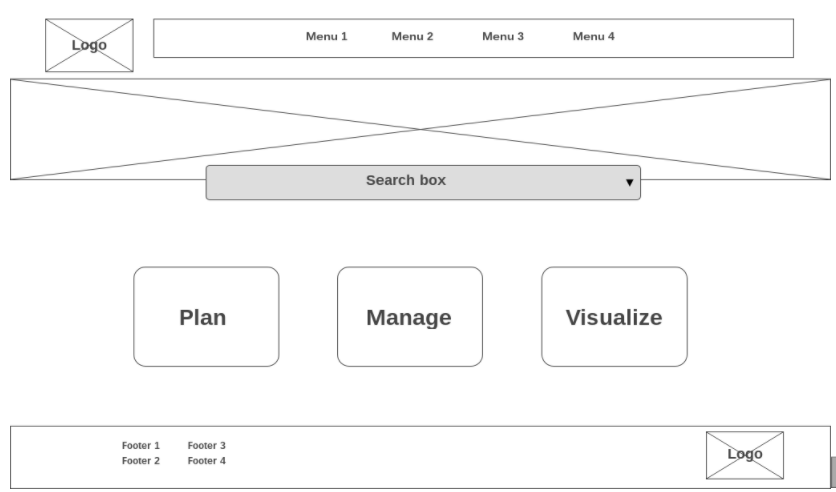 Logo
Menu 1 Menu 2 Menu 3 Menu 4
Search box
Plan Manage Visualize
Footer 1 Footer 3
Footer 2 Footer 4
Logo